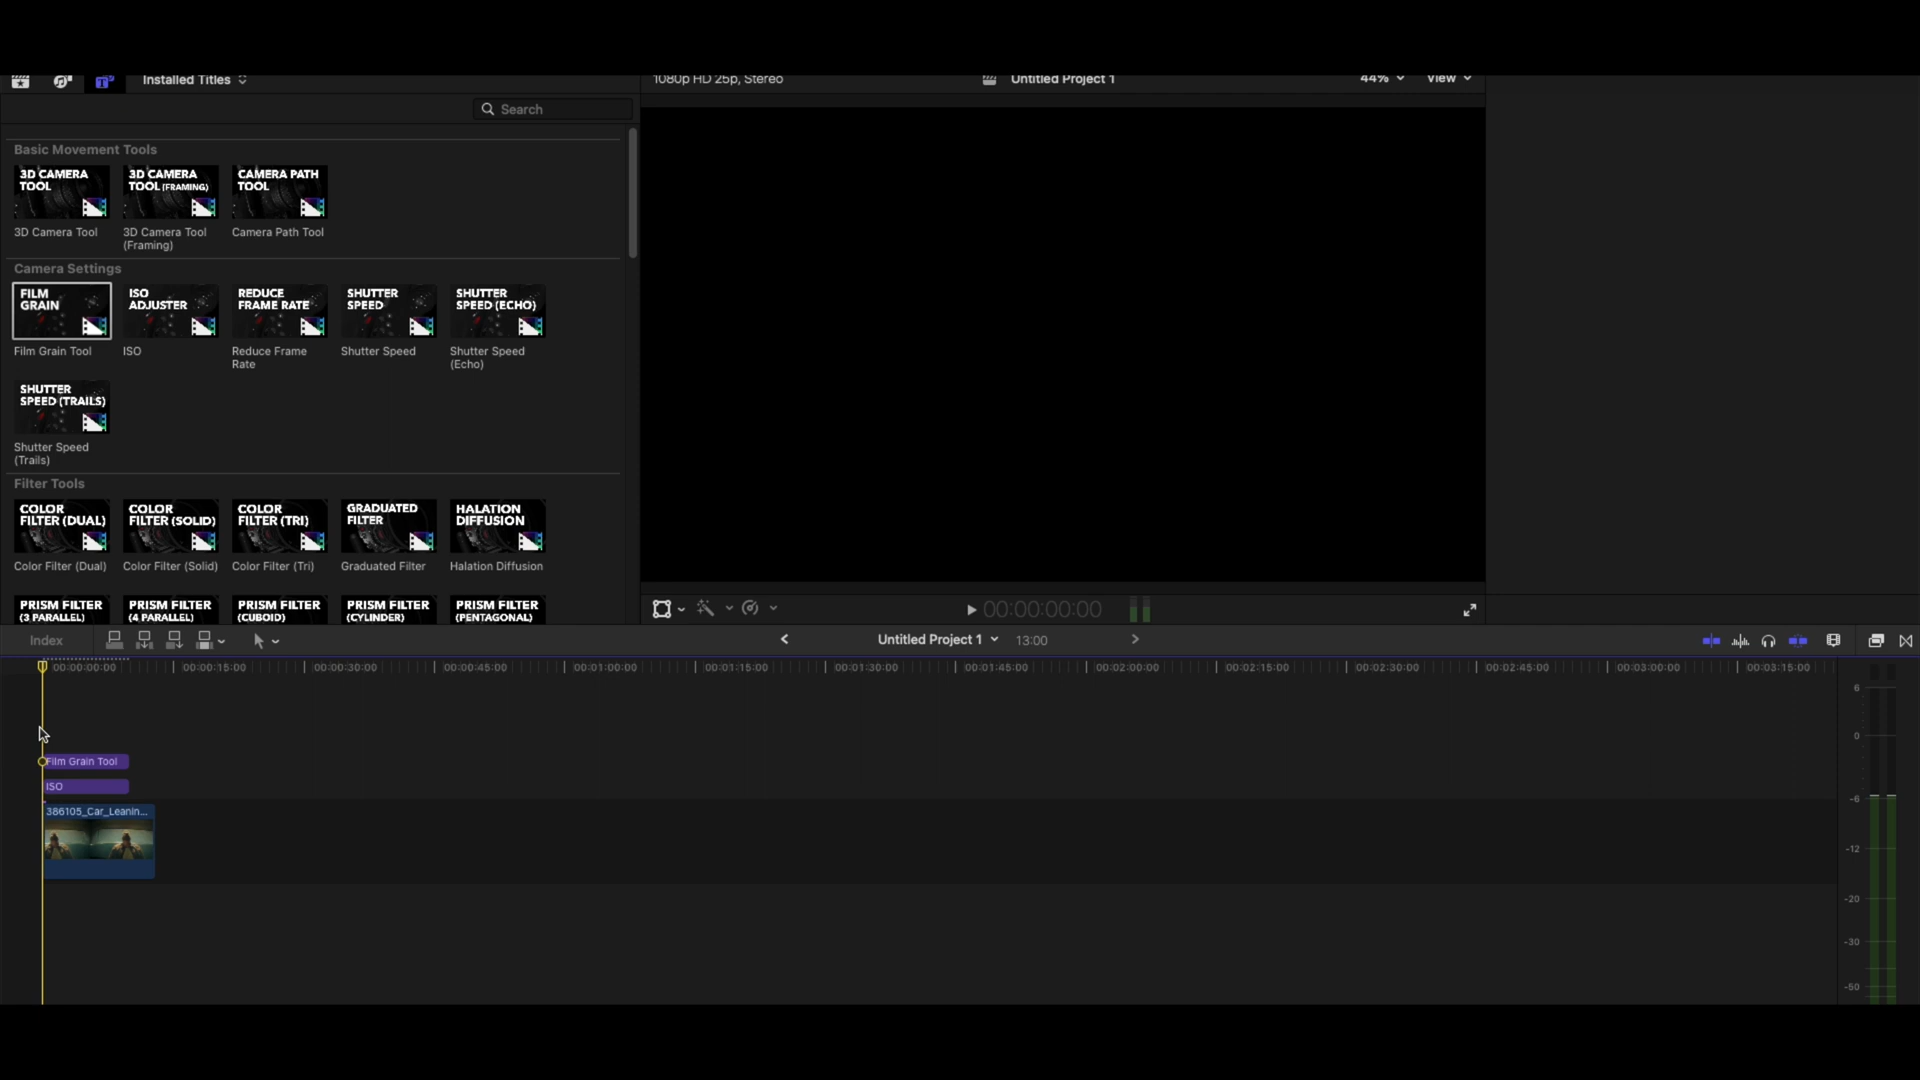 Installed Titles
1080p HD 25p, Stereo
Untitled Project 1
44%
View
Search
Basic Movement Tools
3D CAMERA
TOOL
3D CAMERA
TOOL (FRAMING)
CAMERA PATH
TOOL
3D Camera Tool
3D Camera Tool
(Framing)
Camera Path Tool
Camera Settings
FILM
GRAIN
ISO
ADJUSTER
REDUCE
FRAME RATE
SHUTTER
SPEED
SHUTTER
SPEED (ECHO)
Film Grain Tool
ISO
Reduce Frame
Rate
Shutter Speed
Shutter Speed
(Echo)
SHUTTER
SPEED (TRAILS)
Shutter Speed
(Trails)
Filter Tools
COLOR
FILTER (DUAL)
COLOR
FILTER (SOLID)
COLOR
FILTER (TRI)
GRADUATED
FILTER
HALATION
DIFFUSION
Color Filter (Dual)
Color Filter (Solid)
Color Filter (Tri)
Graduated Filter
Halation Diffusion
PRISM FILTER
(3 PARALLEL)
PRISM FILTER
(4 PARALLEL)
PRISM FILTER
(CUBOID)
PRISM FILTER
(CYLINDER)
PRISM FILTER
(PENTAGONAL)
00:00:00:00
Index
Untitled Project 1
13:00
00:00:00:00
00:00:15:00
00:00:30:00
00:00:45:00
00:01:00:00
00:01:15:00
00:01:30:00
00:01:45:00
00:02:00:00
00:02:15:00
00:02:30:00
00:02:45:00
00:03:00:00
00:03:15:00
Film Grain Tool
ISO
386105_Car_Leanin...
6
0
-6
-12
-20
-30
-50